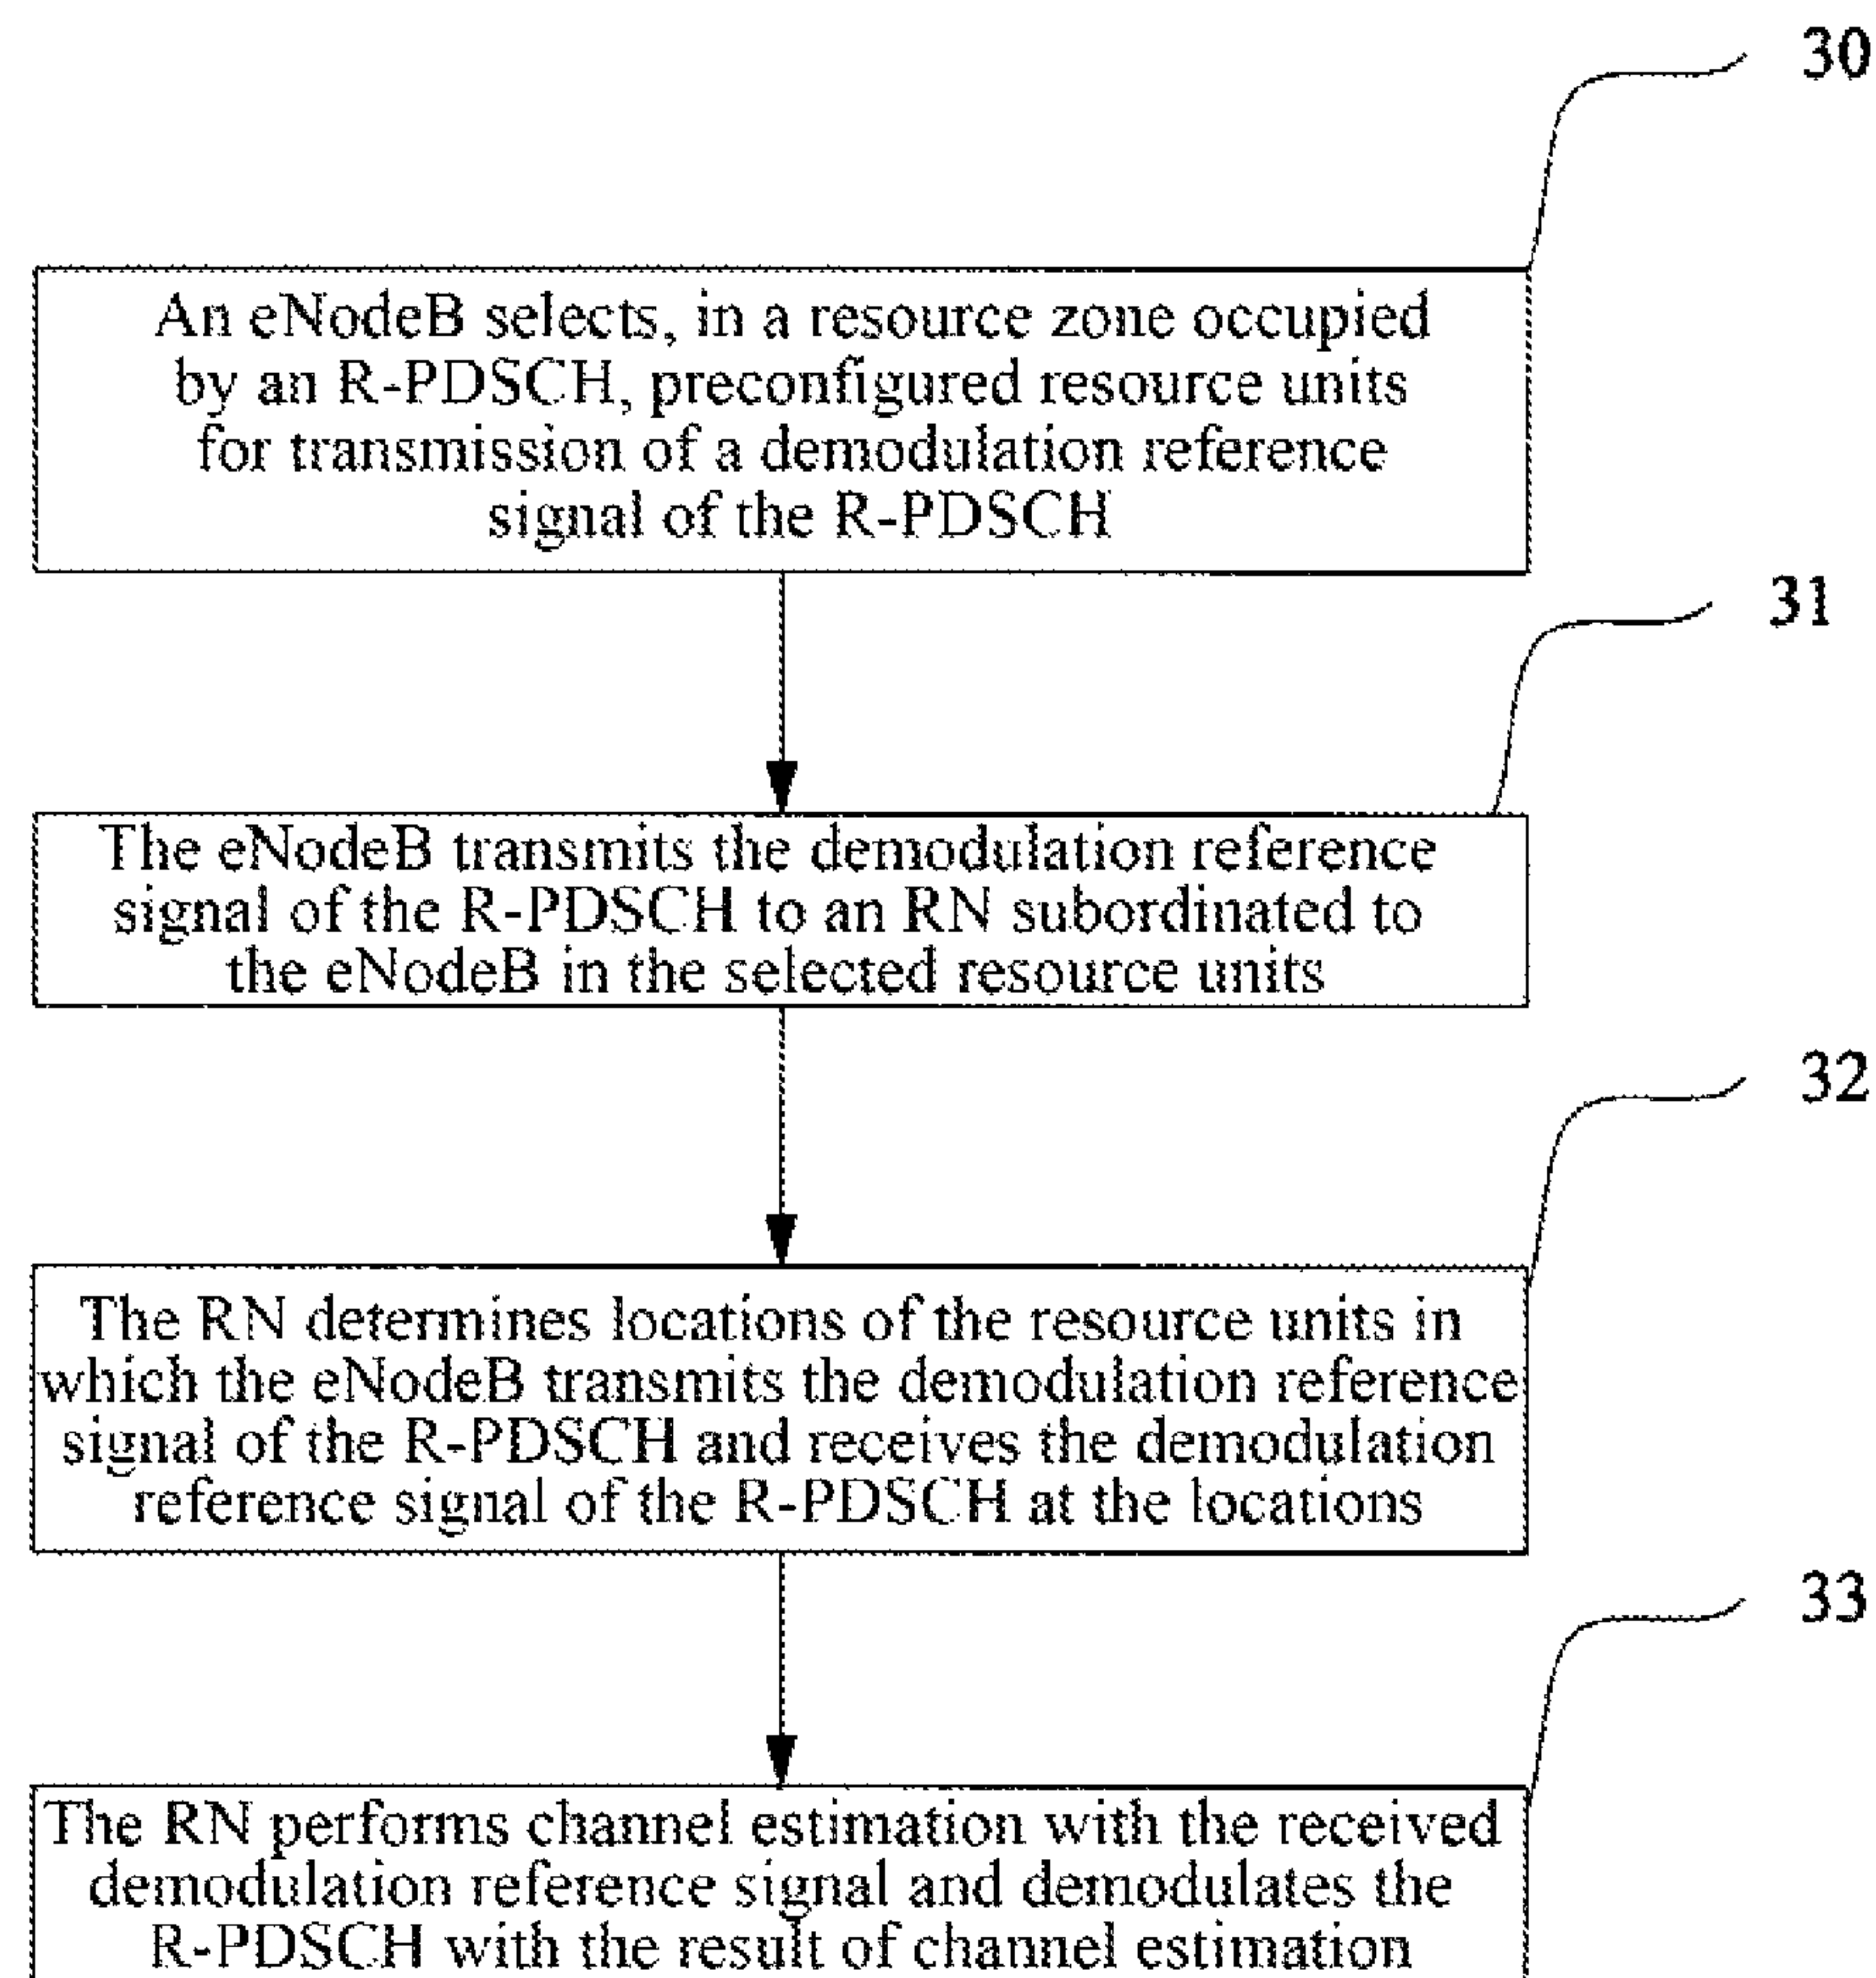 30
An eNodeB selects, in a resource zone occupied
by an R-PDSCH, preconfigured resource units
for transmission of a demodulation reference
signal of the R-PDSCH
31
The eNodeB transmits the demodulation reference
signal of the R-PDSCH to an RN subordinated to
the eNodeB in the selected resource units
32
The RN determines locations of the resource units in
which the eNodeB transmits the demodulation reference
signal of the R-PDSCH and receives the demodulation
reference signal of the R-PDSCH at the locations
33
The RN performs channel estimation with the received
demodulation reference signal and demodulates the
R-PDSCH with the result of channel estimation